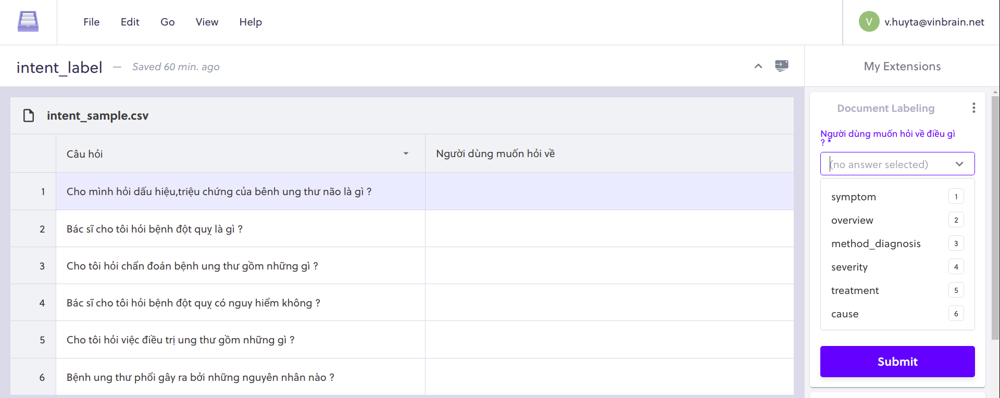 File Edit Go View Help
V v.huyta@vinbrain.net
intent_label — Saved 60 min. ago
My Extensions
intent_sample.csv
Câu hỏi Người dùng muốn hỏi về
1 Cho mình hỏi dấu hiệu,triệu chứng của bênh ung thư não là gì ?
2 Bác sĩ cho tôi hỏi bệnh đột quỵ là gì ?
3 Cho tôi hỏi chẩn đoán bệnh ung thư gồm những gì ?
4 Bác sĩ cho tôi hỏi bệnh đột quỵ có nguy hiểm không ?
5 Cho tôi hỏi việc điều trị ung thư gồm những gì ?
6 Bệnh ung thư phổi gây ra bởi những nguyên nhân nào ?
Document Labeling
Người dùng muốn hỏi về điều gì
? *
(no answer selected)
symptom 1
overview 2
method_diagnosis 3
severity 4
treatment 5
cause 6
Submit